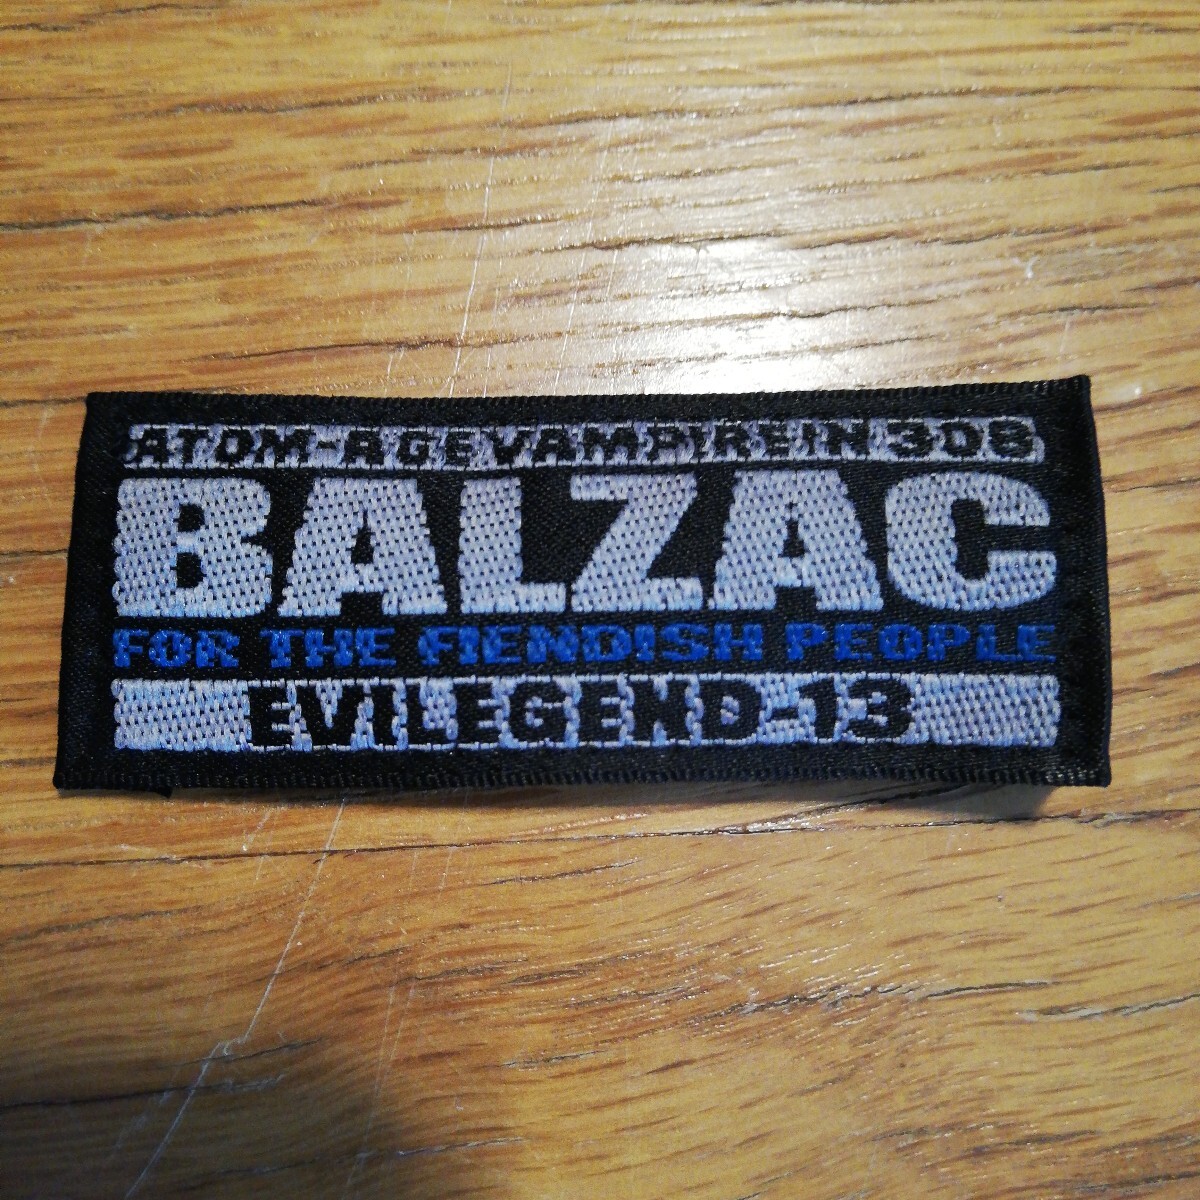 ATOM-AGE VAMPIRE IN 308
BALZAC
FOR THE FIENDISH PEOPLE
EVILEGEND-13